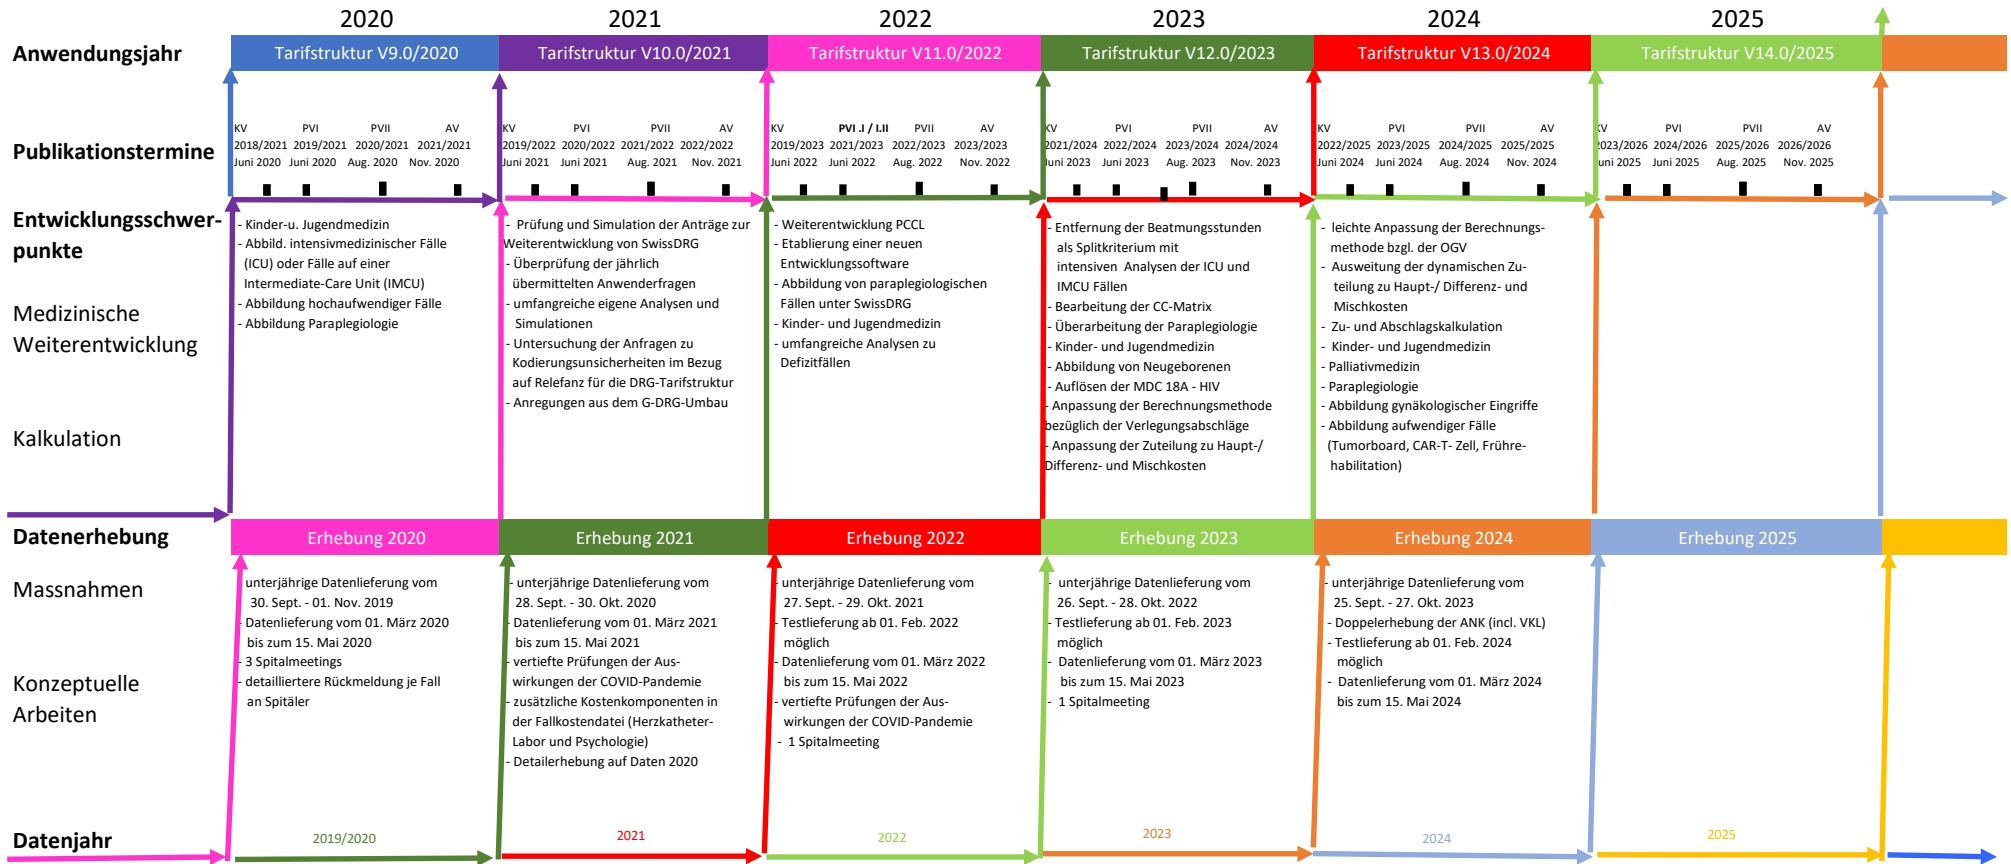 2020 2021 2022 2023 2024 2025
Anwendungsjahr
Tarifstruktur V9.0/2020 Tarifstruktur V10.0/2021 Tarifstruktur V11.0/2022 Tarifstruktur V12.0/2023 Tarifstruktur V13.0/2024 Tarifstruktur V14.0/2025
Publikationstermine
KV PVI PVII AV
2018/2021 2019/2021 2020/2021 2021/2021
Juni 2020 Juni 2020 Aug. 2020 Nov. 2020
KV PVI PVII AV
2019/2022 2020/2022 2021/2022 2022/2022
Juni 2021 Juni 2021 Aug. 2021 Nov. 2021
KV PVI .I / I.II PVII AV
2019/2023 2021/2023 2022/2023 2023/2023
Juni 2022 Juni 2022 Aug. 2022 Nov. 2022
KV PVI PVII AV
2021/2024 2022/2024 2023/2024 2024/2024
Juni 2023 Juni 2023 Aug. 2023 Nov. 2023
KV PVI PVII AV
2022/2025 2023/2025 2024/2025 2025/2025
Juni 2024 Juni 2024 Aug. 2024 Nov. 2024
KV PVI PVII AV
2023/2026 2024/2026 2025/2026 2026/2026
Juni 2025 Juni 2025 Aug. 2025 Nov. 2025
Entwicklungsschwer-
punkte
Medizinische
Weiterentwicklung
Kalkulation
- Kinder-u. Jugendmedizin
- Abbild. intensivmedizinischer Fälle
(ICU) oder Fälle auf einer
Intermediate-Care Unit (IMCU)
- Abbildung hochaufwendiger Fälle
- Abbildung Paraplegiologie
- Prüfung und Simulation der Anträge zur
Weiterentwicklung von SwissDRG
- Überprüfung der jährlich
übermittelten Anwenderfragen
- umfangreiche eigene Analysen und
Simulationen
- Untersuchung der Anfragen zu
Kodierungsunsicherheiten im Bezug
auf Relefanz für die DRG-Tarifstruktur
- Anregungen aus dem G-DRG-Umbau
- Weiterentwicklung PCCL
- Etablierung einer neuen
Entwicklungssoftware
- Abbildung von paraplegiologischen
Fällen unter SwissDRG
- Kinder- und Jugendmedizin
- umfangreiche Analysen zu
Defizitfällen
- Entfernung der Beatmungsstunden
als Splitkriterium mit
intensiven Analysen der ICU und
IMCU Fällen
- Bearbeitung der CC-Matrix
- Überarbeitung der Paraplegiologie
- Kinder- und Jugendmedizin
- Abbildung von Neugeborenen
- Auflösen der MDC 18A - HIV
- Anpassung der Berechnungsmethode
bezüglich der Verlegungsabschläge
- Anpassung der Zuteilung zu Haupt-/
Differenz- und Mischkosten
- leichte Anpassung der Berechnungs-
methode bzgl. der OGV
- Ausweitung der dynamischen Zu-
teilung zu Haupt-/ Differenz- und
Mischkosten
- Zu- und Abschlagskalkulation
- Kinder- und Jugendmedizin
- Palliativmedizin
- Paraplegiologie
- Abbildung gynäkologischer Eingriffe
- Abbildung aufwendiger Fälle
(Tumorboard, CAR-T- Zell, Frühre-
habilitation)
Datenerhebung
Erhebung 2020 Erhebung 2021 Erhebung 2022 Erhebung 2023 Erhebung 2024 Erhebung 2025
Massnahmen
Konzeptuelle
Arbeiten
unterjährige Datenlieferung vom
30. Sept. - 01. Nov. 2019
- Datenlieferung vom 01. März 2020
bis zum 15. Mai 2020
- 3 Spitalmeetings
- detailliertere Rückmeldung je Fall
an Spitäler
- unterjährige Datenlieferung vom
28. Sept. - 30. Okt. 2020
- Datenlieferung vom 01. März 2021
bis zum 15. Mai 2021
- vertiefte Prüfungen der Aus-
wirkungen der COVID-Pandemie
- zusätzliche Kostenkomponenten in
der Fallkostendatei (Herzkatheter-
Labor und Psychologie)
- Detailerhebung auf Daten 2020
- unterjährige Datenlieferung vom
27. Sept. - 29. Okt. 2021
- Testlieferung ab 01. Feb. 2022
möglich
- Datenlieferung vom 01. März 2022
bis zum 15. Mai 2022
- vertiefte Prüfungen der Aus-
wirkungen der COVID-Pandemie
- 1 Spitalmeeting
- unterjährige Datenlieferung vom
26. Sept. - 28. Okt. 2022
- Testlieferung ab 01. Feb. 2023
möglich
- Datenlieferung vom 01. März 2023
bis zum 15. Mai 2023
- 1 Spitalmeeting
- unterjährige Datenlieferung vom
25. Sept. - 27. Okt. 2023
- Doppelerhebung der ANK (incl. VKL)
- Testlieferung ab 01. Feb. 2024
möglich
- Datenlieferung vom 01. März 2024
bis zum 15. Mai 2024
Datenjahr
2019/2020 2021 2022 2023 2024 2025